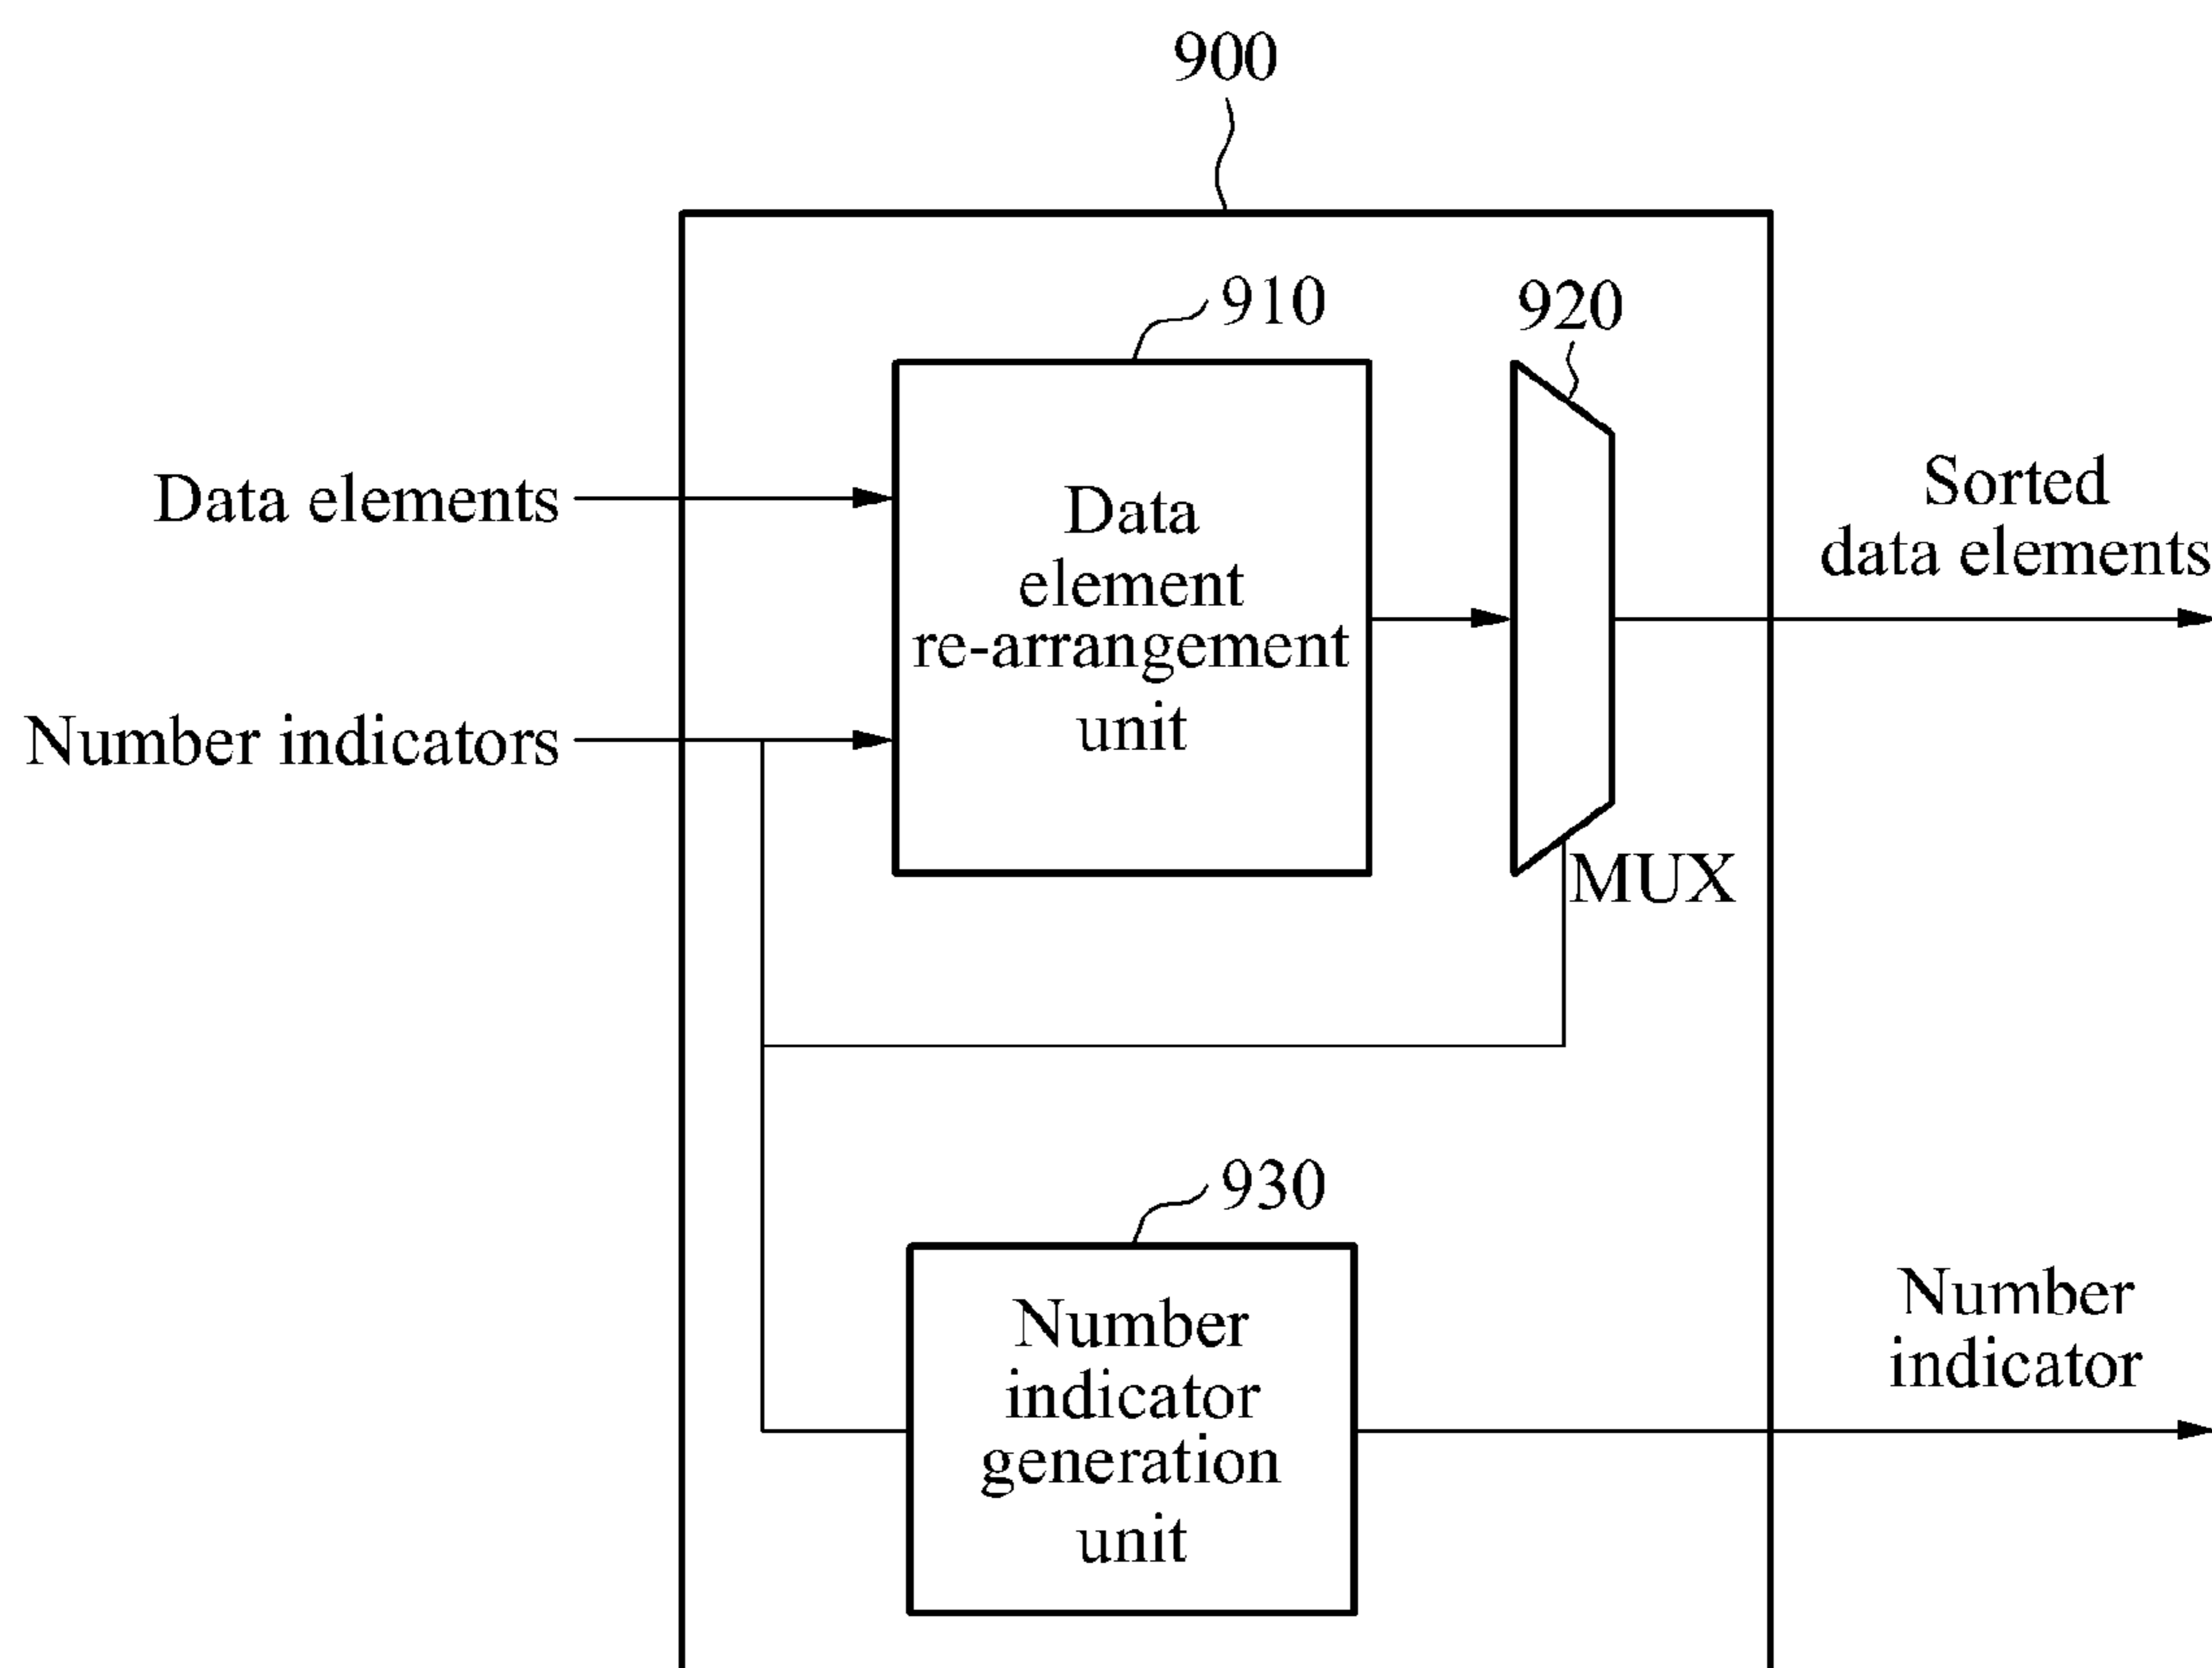 900
910
920
Data elements
Data
element
re-arrangement
unit
Sorted
data elements
Number indicators
MUX
930
Number
indicator
generation
unit
Number
indicator